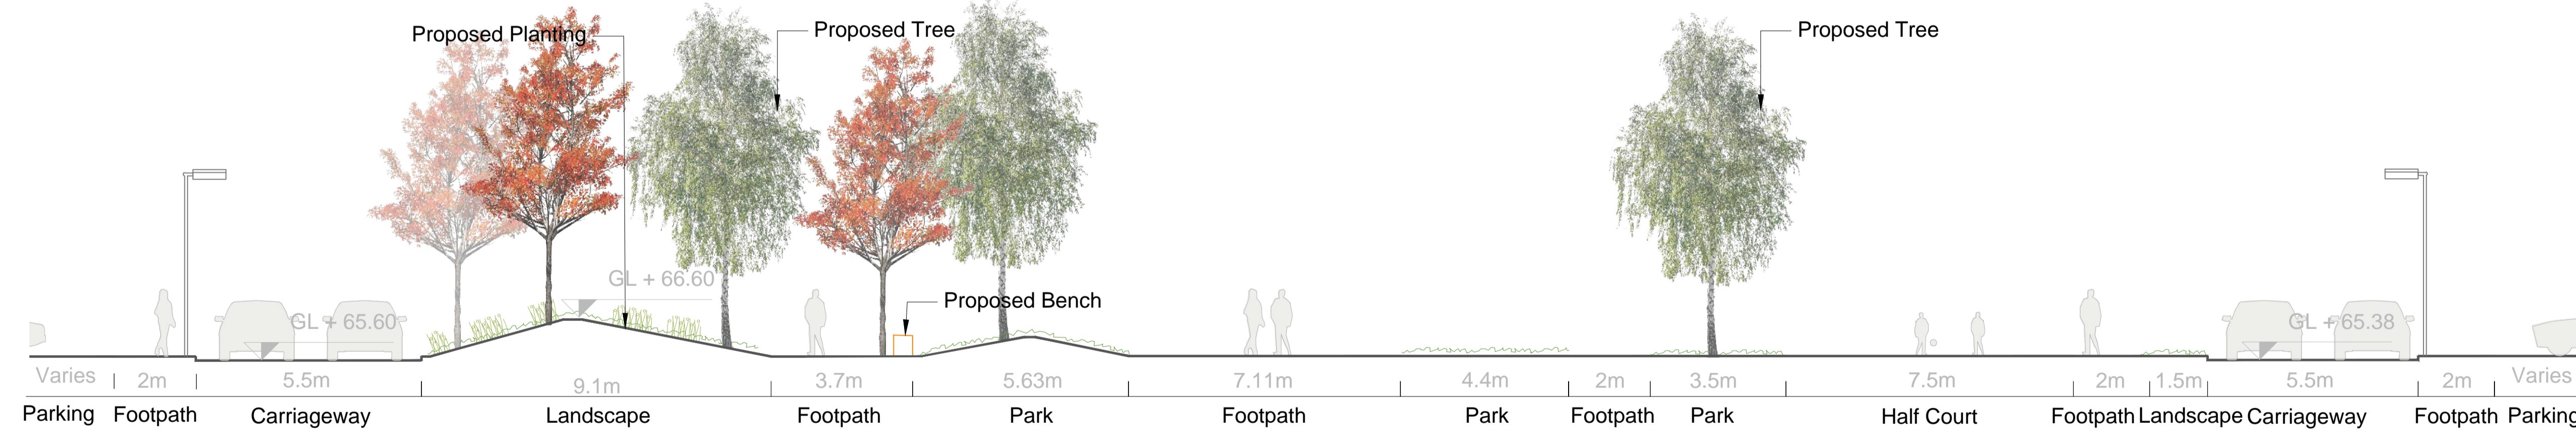 Proposed Planting
Proposed Tree
Proposed Tree
GL + 66.60
Proposed Bench
GL + 65.60
GL + 65.38
Varies 2m 5.5m 9.1m 3.7m 5.63m 7.11m 4.4m 2m 3.5m 7.5m 2m 1.5m 5.5m 2m Varies
Parking Footpath Carriageway Landscape Footpath Park Footpath Park Footpath Park Half Court Footpath Landscape Carriageway Footpath Parking